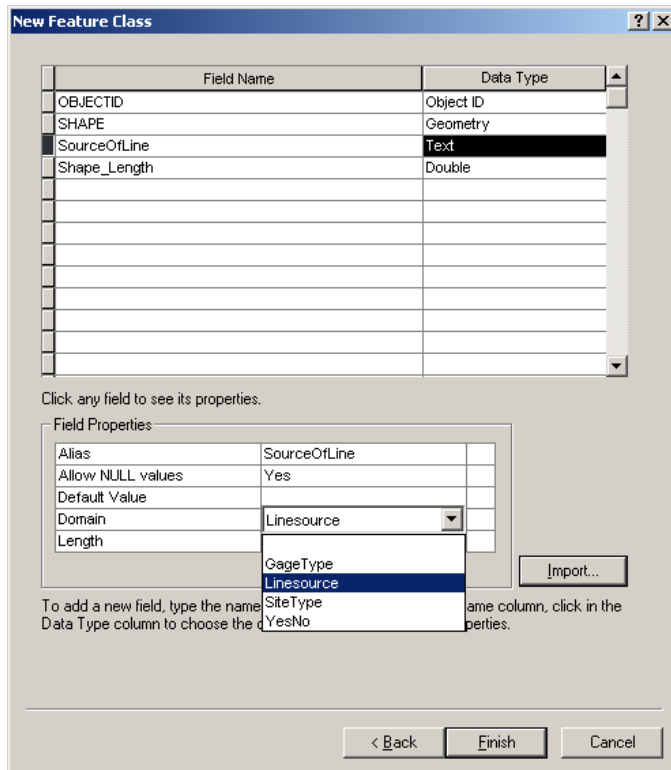 New Feature Class
Field Name Data Type
OBJECTID Object ID
SHAPE Geometry
SourceOfLine Text
Shape_Length Double
Click any field to see its properties.
Field Properties
Alias SourceOfLine
Allow NULL values Yes
Default Value
Domain Linesource
Length
GageType
Linesource
SiteType
YesNo
Import...
To add a new field, type the name ame column, click in the
Data Type column to choose the perties.
< Back Finish Cancel